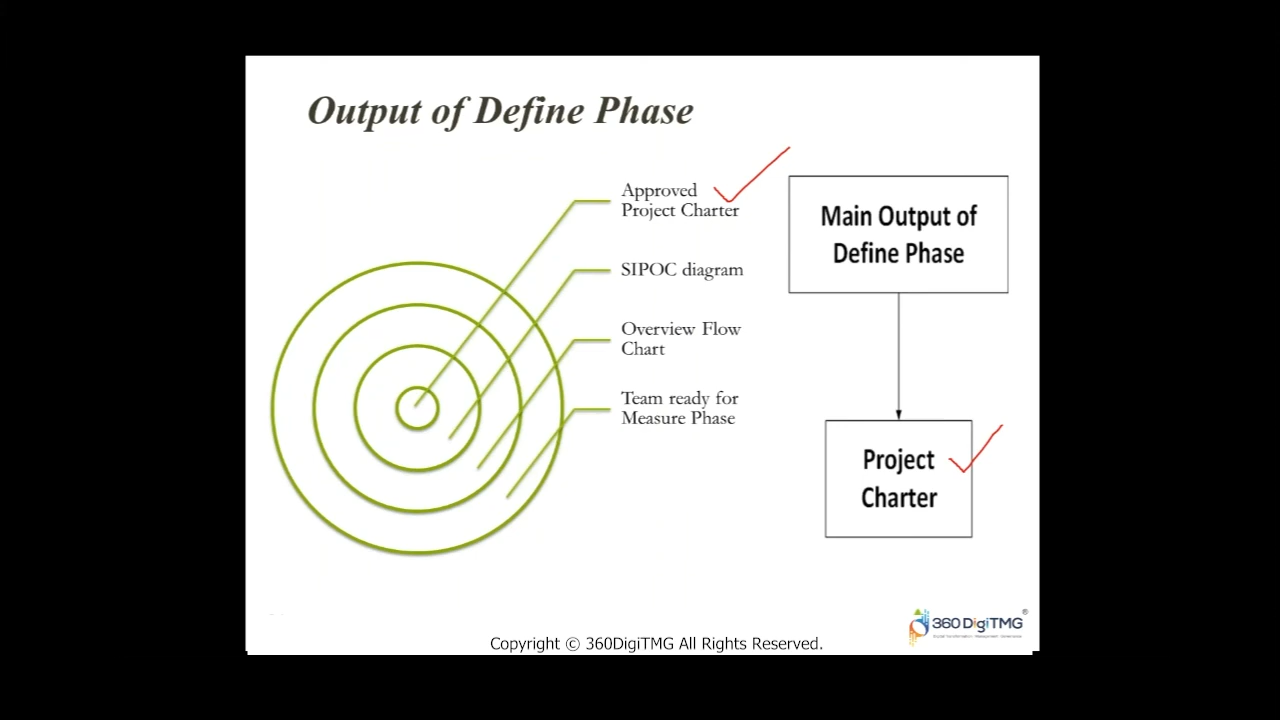 Output of Define Phase
Approved
Project Charter
SIPOC diagram
Overview Flow
Chart
Team ready for
Measure Phase
Main Output of
Define Phase
Project
Charter
360DigiTMG
®
Copyright © 360DigiTMG All Rights Reserved.